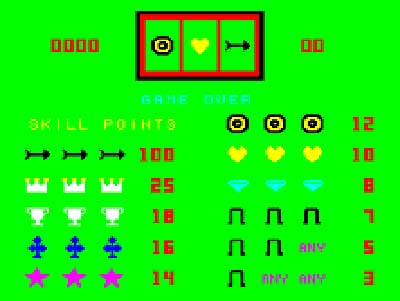 0000 00
GAME OVER
SKILL POINTS 12
100 10
25 8
18 7
16 ANY 5
14 ANY ANY 3